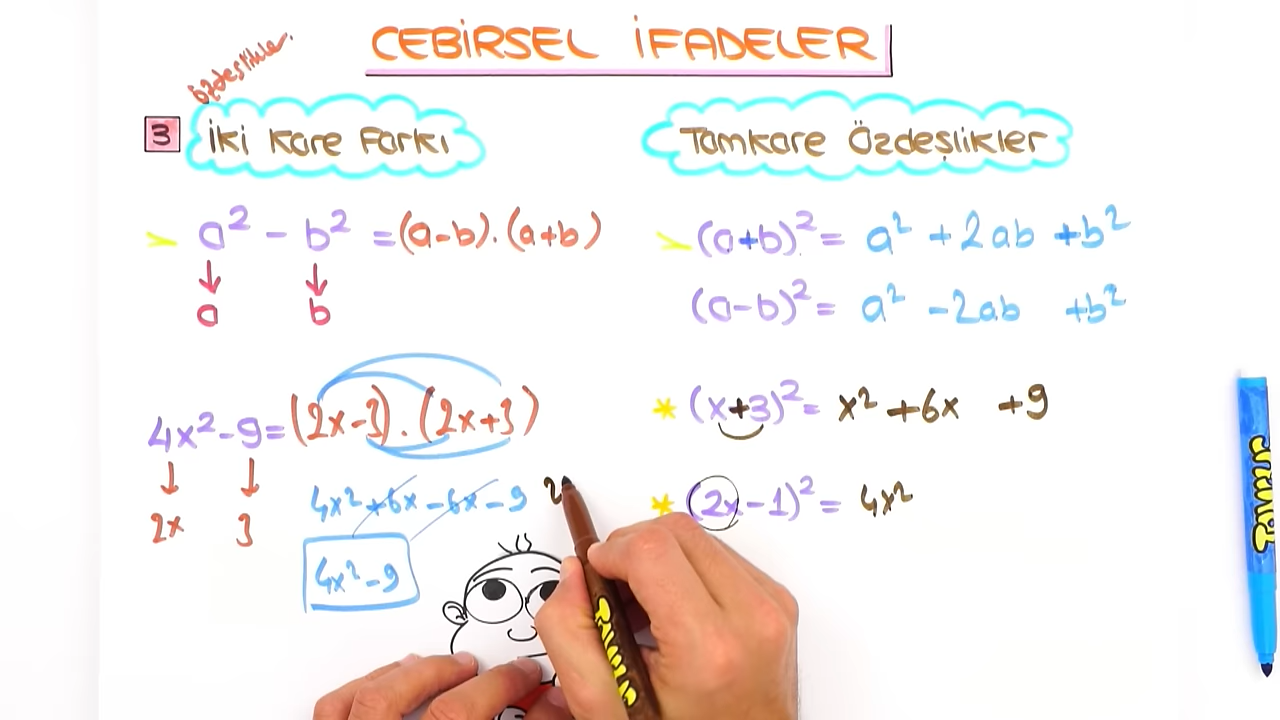 CEBİRSEL İFADELER
özdeşlikler.
3 İki Kare Farkı
a² - b² = (a-b).(a+b)
a b
4x²-9=(2x-3).(2x+3)
2x 3
4x²+6x-6x-9
4x²-9
Tamkare Özdeşlikler
(a+b)² = a² +2ab +b²
(a-b)² = a² -2ab +b²
* (x+3)² = x² +6x +9
* (2x-1)² = 4x²
2